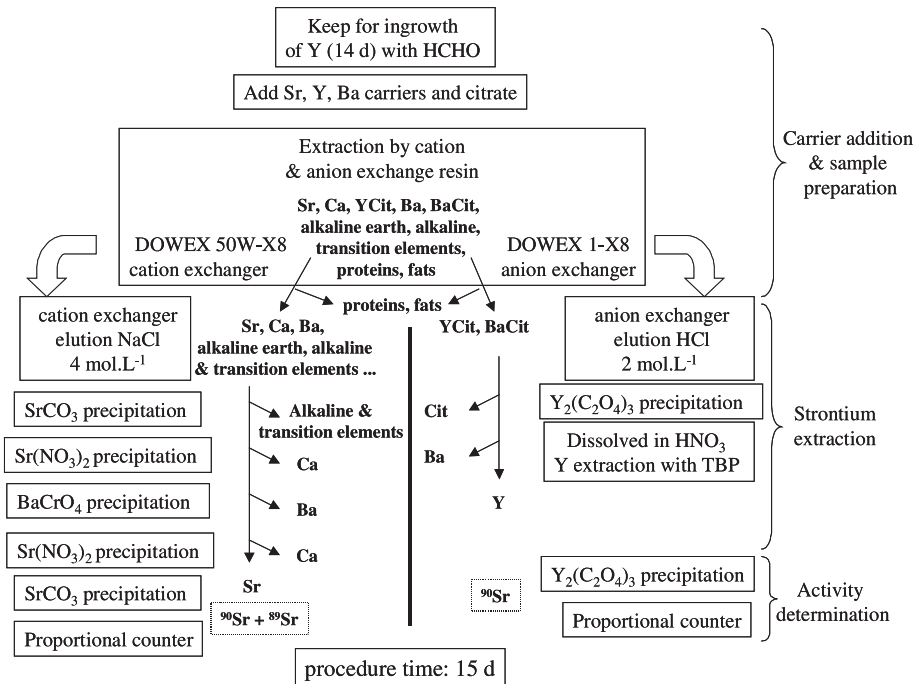 Keep for ingrowth
of Y (14 d) with HCHO
Add Sr, Y, Ba carriers and citrate
Carrier addition
& sample
preparation
Extraction by cation
& anion exchange resin
Sr, Ca, YCit, Ba, BaCit,
alkaline earth, alkaline,
transition elements,
proteins, fats
DOWEX 50W-X8
cation exchanger
DOWEX 1-X8
anion exchanger
proteins, fats
cation exchanger
elution NaCl
4 mol.L⁻¹
Sr, Ca, Ba,
alkaline earth, alkaline
& transition elements ...
YCit, BaCit
anion exchanger
elution HCl
2 mol.L⁻¹
SrCO₃ precipitation
Sr(NO₃)₂ precipitation
BaCrO₄ precipitation
Sr(NO₃)₂ precipitation
SrCO₃ precipitation
Proportional counter
Alkaline &
transition elements
Ca
Ba
Ca
Sr
⁹⁰Sr + ⁸⁹Sr
Cit
Ba
Y
⁹⁰Sr
Y₂(C₂O₄)₃ precipitation
Dissolved in HNO₃
Y extraction with TBP
Y₂(C₂O₄)₃ precipitation
Proportional counter
Strontium
extraction
Activity
determination
procedure time: 15 d